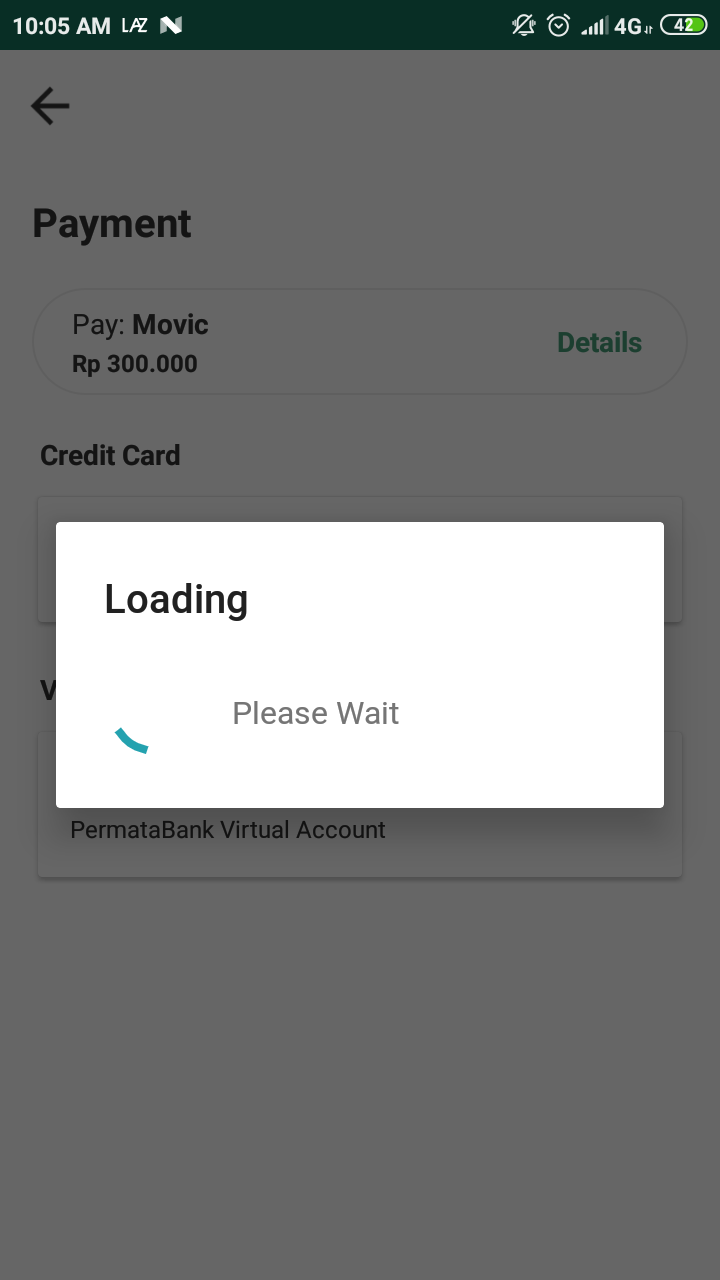 10:05 AM LAZ 4G 42
Payment
Pay: Movic
Rp 300.000
Details
Credit Card
Loading
Please Wait
PermataBank Virtual Account